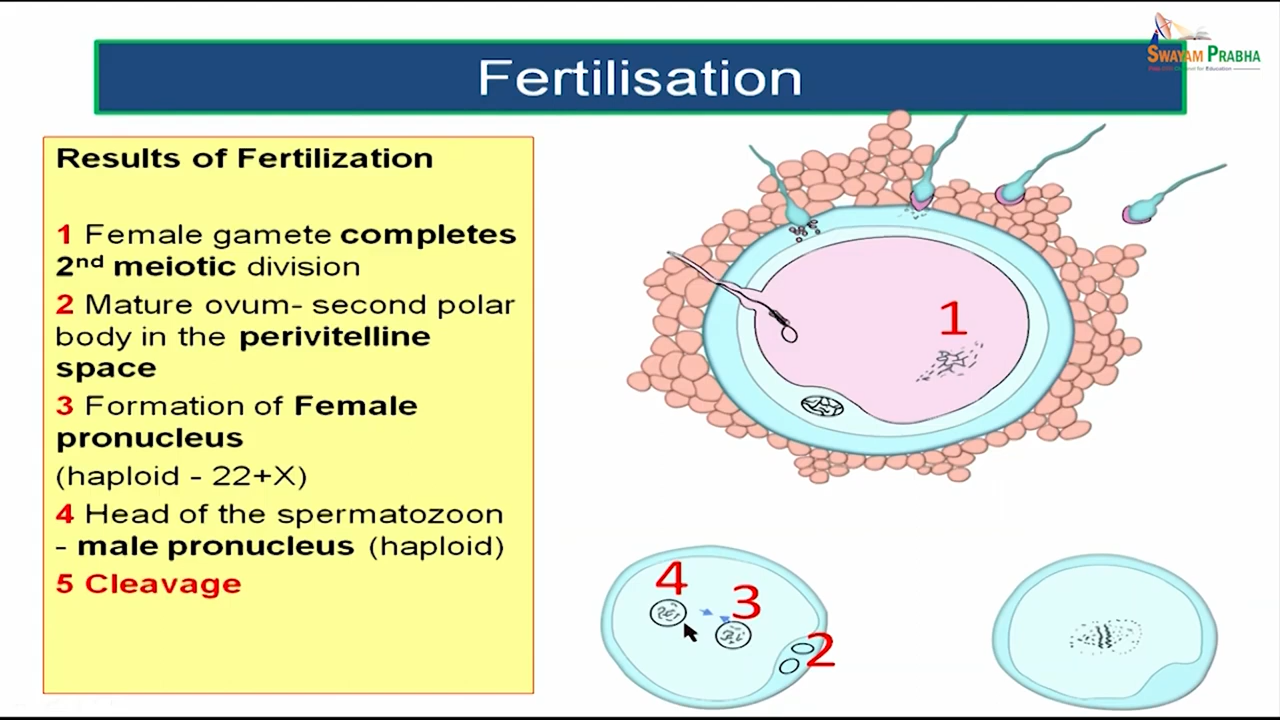 SWAYAM PRABHA
Fertilisation
Results of Fertilization
1 Female gamete completes
2nd meiotic division
2 Mature ovum- second polar
body in the perivitelline
space
3 Formation of Female
pronucleus
(haploid - 22+X)
4 Head of the spermatozoon
- male pronucleus (haploid)
5 Cleavage
1
4
3
2